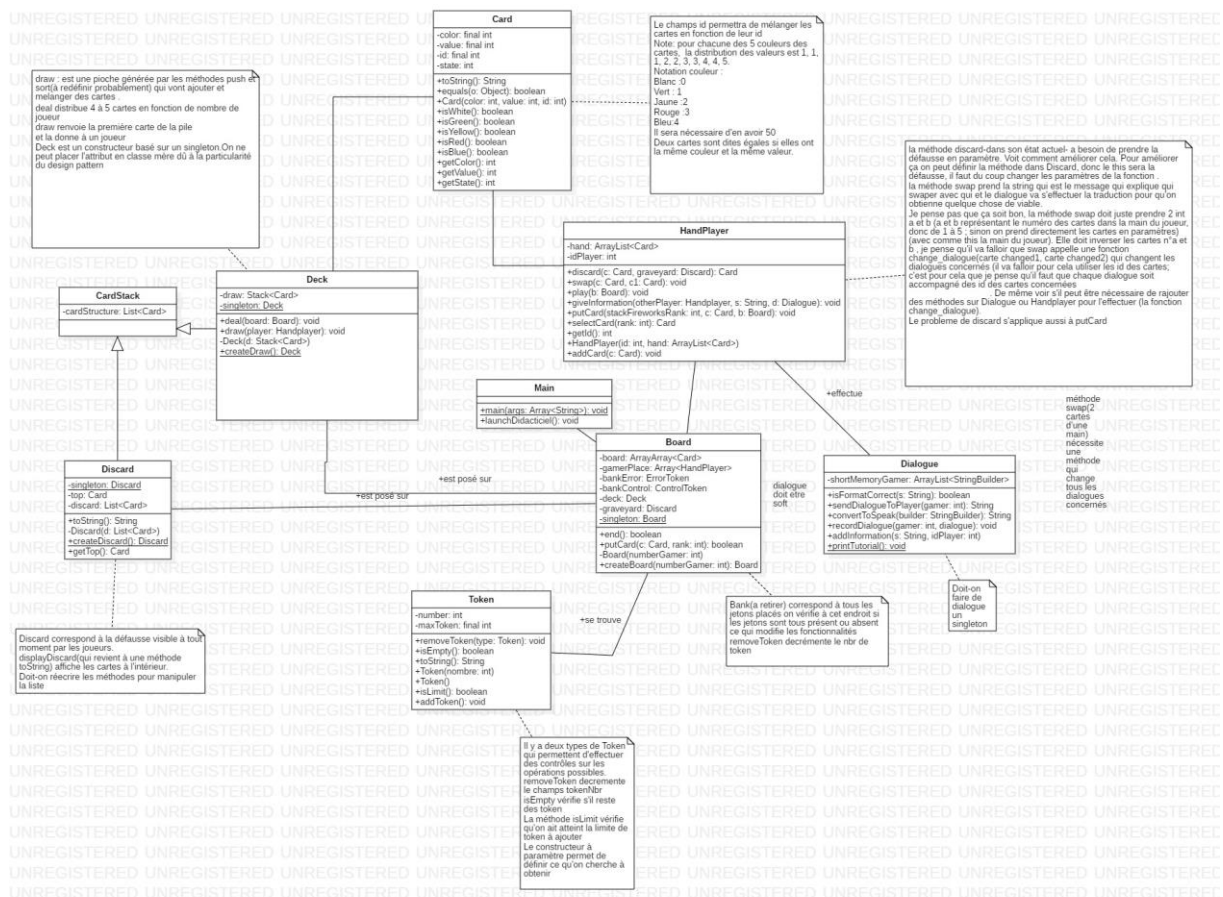 Card
-color: final int
-value: final int
-id: final int
-state: int
+toString(): String
+equals(o: Object): boolean
+Card(color: int, value: int, id: int)
+isWhite(): boolean
+isGreen(): boolean
+isYellow(): boolean
+isRed(): boolean
+isBlue(): boolean
+getColor(): int
+getValue(): int
+getState(): int
Le champs id permettra de mélanger les
cartes en fonction de leur id
Note: pour chacune des 5 couleurs des
cartes, la distribution des valeurs est 1, 1,
1, 2, 2, 3, 3, 4, 4, 5.
Notation couleur :
Blanc :0
Vert : 1
Jaune :2
Rouge :3
Bleu:4
Il sera nécessaire d'en avoir 50
Deux cartes sont dites égales si elles ont
la même couleur et la même valeur.
draw : est une pioche générée par les méthodes push et
sort(à redéfinir probablement) qui vont ajouter et
melanger des cartes .
deal distribue 4 à 5 cartes en fonction de nombre de
joueur
draw renvoie la première carte de la pile
et la donne à un joueur
Deck est un constructeur basé sur un singleton.On ne
peut placer l'attribut en classe mère dû à la particularité
du design pattern
la méthode discard-dans son état actuel- a besoin de prendre la
défausse en paramètre. Voit comment améliorer cela. Pour améliorer
ça on peut définir la méthode dans Discard, donc le this sera la
défausse, il faut du coup changer les paramètres de la fonction .
la méthode swap prend la string qui est le message qui explique qui
swaper avec qui et le dialogue va s'effectuer la traduction pour qu'on
obtienne quelque chose de viable.
Je pense pas que ça soit bon, la méthode swap doit juste prendre 2 int
a et b (a et b représentant le numéro des cartes dans la main du joueur,
donc de 1 à 5 ; sinon on prend directement les cartes en paramètres)
(avec comme this la main du joueur). Elle doit inverser les cartes n°a et
b , je pense qu'il va falloir que swap appelle une fonction
change_dialogue(carte changed1, carte changed2) qui changent les
dialogues concernés (il va falloir pour cela utiliser les id des cartes;
c'est pour cela que je pense qu'il faut que chaque dialogue soit
accompagné des id des cartes concernées
. De même voir s'il peut être nécessaire de rajouter
des méthodes sur Dialogue ou Handplayer pour l'effectuer (la fonction
change_dialogue).
Le probleme de discard s'applique aussi à putCard
HandPlayer
-hand: ArrayList<Card>
-idPlayer: int
+discard(c: Card, graveyard: Discard): Card
+swap(c: Card, c1: Card): void
+play(b: Board): void
+giveInformation(otherPlayer: Handplayer, s: String, d: Dialogue): void
+putCard(stackFireworksRank: int, c: Card, b: Board): void
+selectCard(rank: int): Card
+getId(): int
+HandPlayer(id: int, hand: ArrayList<Card>)
+addCard(c: Card): void
CardStack
-cardStructure: List<Card>
Deck
-draw: Stack<Card>
-singleton: Deck
+deal(board: Board): void
+draw(player: Handplayer): void
-Deck(d: Stack<Card>)
+createDraw(): Deck
Main
+main(args: Array<String>): void
+launchDidacticiel(): void
+effectue
méthode
swap(2
cartes
d'une
main)
nécessite
une
méthode
qui
change
tous les
dialogues
concernés
Board
-board: ArrayArray<Card>
-gamerPlace: Array<HandPlayer>
-bankError: ErrorToken
-bankControl: ControlToken
-deck: Deck
-graveyard: Discard
-singleton: Board
+end(): boolean
+putCard(c: Card, rank: int): boolean
-Board(numberGamer: int)
+createBoard(numberGamer: int): Board
Discard
-singleton: Discard
-top: Card
-discard: List<Card>
+toString(): String
-Discard(d: List<Card>)
+createDiscard(): Discard
+getTop(): Card
+est posé sur
+est posé sur
dialogue
doit etre
soft
Dialogue
-shortMemoryGamer: ArrayList<StringBuilder>
+isFormatCorrect(s: String): boolean
+sendDialogueToPlayer(gamer: int): String
+convertToSpeak(builder: StringBuilder): String
+recordDialogue(gamer: int, dialogue): void
+addInformation(s: String, idPlayer: int)
+printTutorial(): void
Doit-on
faire de
dialogue
un
singleton
Token
-number: int
-maxToken: final int
+removeToken(type: Token): void
+isEmpty(): boolean
+toString(): String
+Token(nombre: int)
+Token()
+isLimit(): boolean
+addToken(): void
+se trouve
Bank(a retirer) correspond à tous les
jetons placés on vérifie à cet endroit si
les jetons sont tous présent ou absent
ce qui modifie les fonctionnalités
removeToken decrémente le nbr de
token
Discard correspond à la défausse visible à tout
moment par les joueurs.
displayDiscard(qui revient à une méthode
toString) affiche les cartes à l'intérieur.
Doit-on réecrire les méthodes pour manipuler
la liste
Il y a deux types de Token
qui permettent d'effectuer
des contrôles sur les
opérations possibles.
removeToken decremente
le champs tokenNbr
isEmpty vérifie s'il reste
des token
La méthode isLimit vérifie
qu'on ait atteint la limite de
token à ajouter
Le constructeur à
paramètre permet de
définir ce qu'on cherche à
obtenir